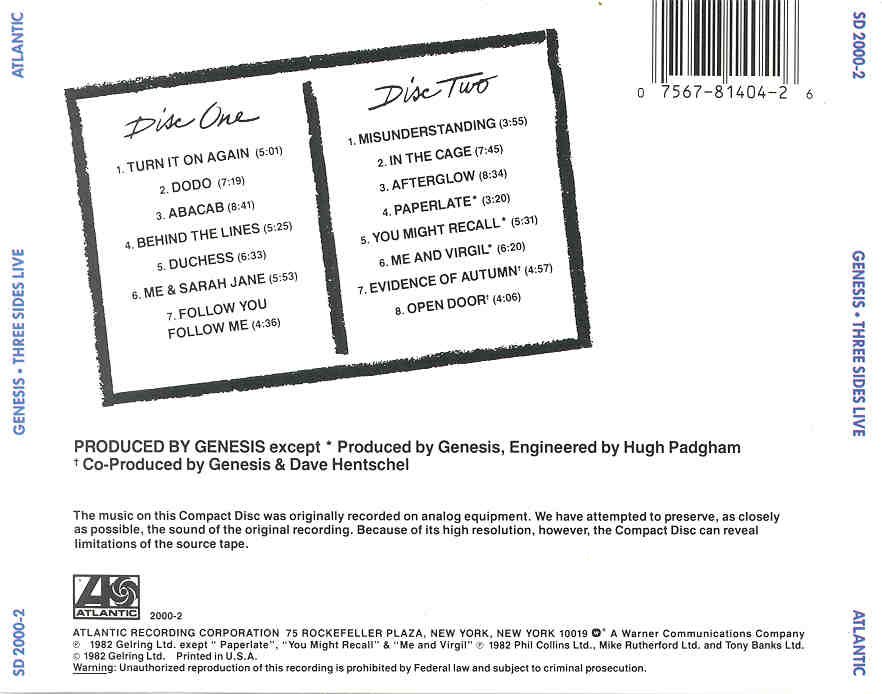 ATLANTIC
GENESIS • THREE SIDES LIVE
SD 2000-2
Disc One
1. TURN IT ON AGAIN (5:01)
2. DODO (7:19)
3. ABACAB (8:41)
4. BEHIND THE LINES (5:25)
5. DUCHESS (6:33)
6. ME & SARAH JANE (5:53)
7. FOLLOW YOU
FOLLOW ME (4:36)
Disc Two
1. MISUNDERSTANDING (3:55)
2. IN THE CAGE (7:45)
3. AFTERGLOW (8:34)
4. PAPERLATE* (3:20)
5. YOU MIGHT RECALL* (5:31)
6. ME AND VIRGIL* (6:20)
7. EVIDENCE OF AUTUMN† (4:57)
8. OPEN DOOR† (4:06)
0 7567-81404-2 6
SD 2000-2
GENESIS • THREE SIDES LIVE
ATLANTIC
PRODUCED BY GENESIS except * Produced by Genesis, Engineered by Hugh Padgham
† Co-Produced by Genesis & Dave Hentschel
The music on this Compact Disc was originally recorded on analog equipment. We have attempted to preserve, as closely
as possible, the sound of the original recording. Because of its high resolution, however, the Compact Disc can reveal
limitations of the source tape.
ATLANTIC
2000-2
ATLANTIC RECORDING CORPORATION 75 ROCKEFELLER PLAZA, NEW YORK, NEW YORK 10019 * A Warner Communications Company
℗ 1982 Gelring Ltd. exept " Paperlate", "You Might Recall" & "Me and Virgil" ℗ 1982 Phil Collins Ltd., Mike Rutherford Ltd. and Tony Banks Ltd.
© 1982 Gelring Ltd. Printed in U.S.A.
Warning: Unauthorized reproduction of this recording is prohibited by Federal law and subject to criminal prosecution.